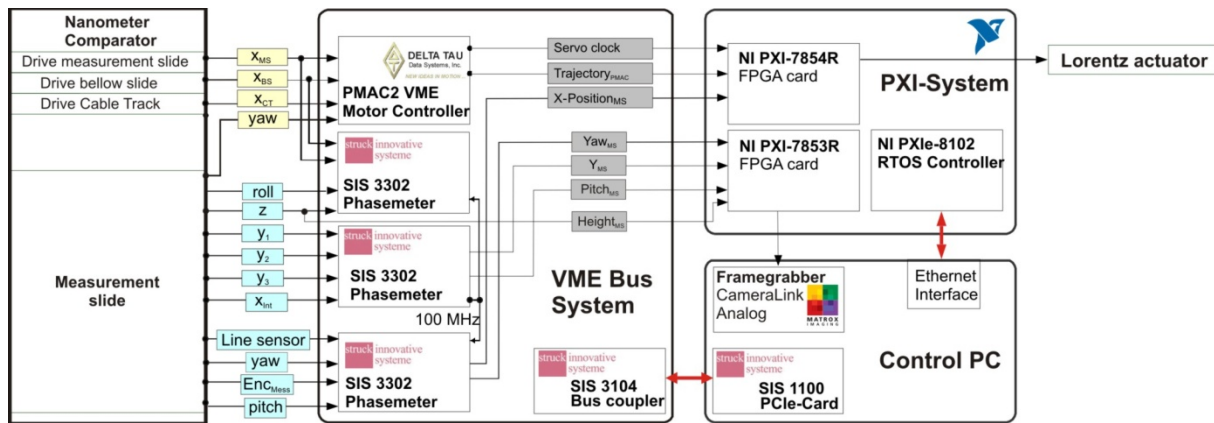 Nanometer
Comparator
Drive measurement slide
Drive bellow slide
Drive Cable Track
Measurement
slide
xMS
xBS
xCT
yaw
roll
z
y1
y2
y3
xInt
Line sensor
yaw
EncMess
pitch
DELTA TAU
Data Systems, Inc.
NEW IDEAS IN MOTION...
PMAC2 VME
Motor Controller
struck innovative
systeme
SIS 3302
Phasemeter
struck innovative
systeme
SIS 3302
Phasemeter
100 MHz
struck innovative
systeme
SIS 3302
Phasemeter
VME Bus
System
struck innovative
systeme
SIS 3104
Bus coupler
Servo clock
TrajectoryPMAC
X-PositionMS
YawMS
YMS
PitchMS
HeightMS
NI PXI-7854R
FPGA card
PXI-System
NI PXI-7853R
FPGA card
NI PXIe-8102
RTOS Controller
Lorentz actuator
Framegrabber
CameraLink
Analog
MATROX
IMAGING
Ethernet
Interface
Control PC
struck innovative
systeme
SIS 1100
PCIe-Card